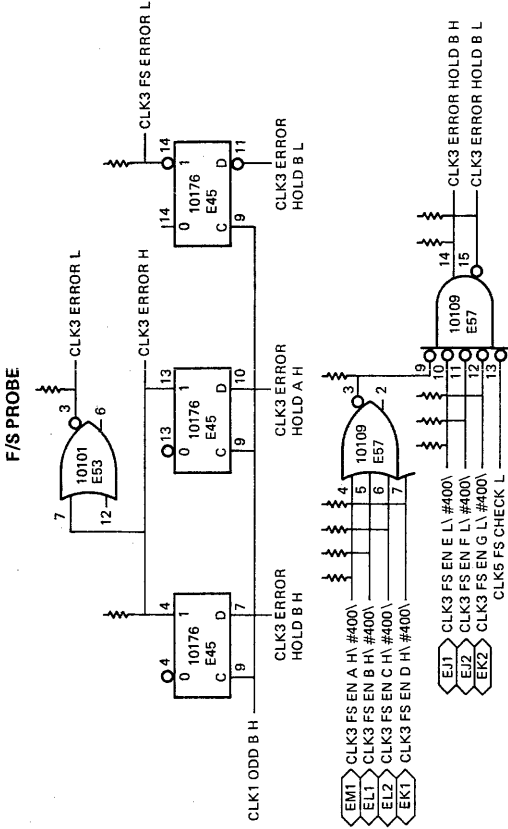 F/S PROBE
3
CLK3 ERROR L
7
10101
E53
12
6
CLK3 ERROR H
CLK3 FS ERROR L
4
4
13
13
14
14
0
1
0
1
0
1
10176
E45
10176
E45
10176
E45
C
D
C
D
C
D
9
7
9
10
9
11
CLK3 ERROR
HOLD B H
CLK3 ERROR
HOLD A H
CLK3 ERROR
HOLD B L
CLK1 ODD B H
EM1 CLK3 FS EN A H\ #400\
EL1 CLK3 FS EN B H\ #400\
EL2 CLK3 FS EN C H\ #400\
EK1 CLK3 FS EN D H\ #400\
4
5
6
7
10109
E57
3
2
EJ1 CLK3 FS EN E L\ #400\
EJ2 CLK3 FS EN F L\ #400\
EK2 CLK3 FS EN G L\ #400\
CLK5 FS CHECK L
9
10
11
12
13
10109
E57
14
15
CLK3 ERROR HOLD B H
CLK3 ERROR HOLD B L